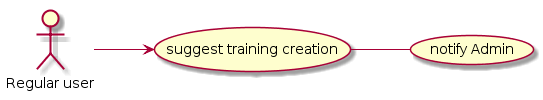 Regular user
suggest training creation
notify Admin